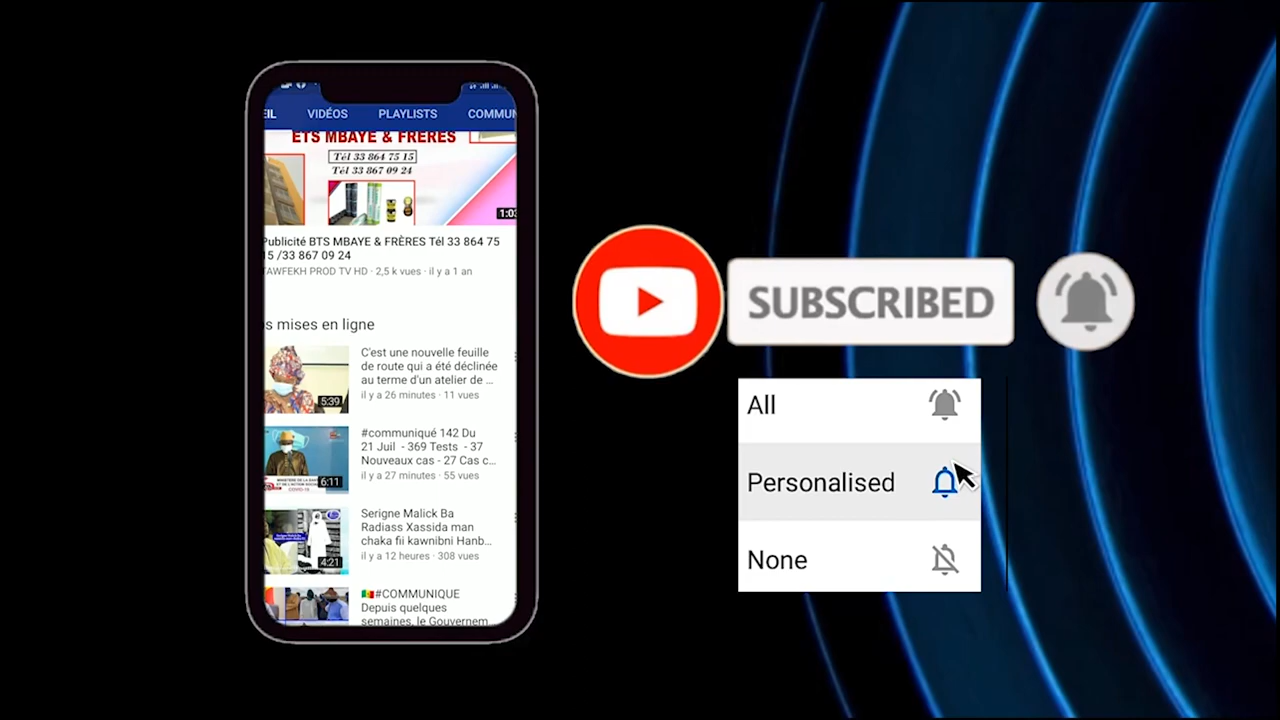 EIL VIDÉOS PLAYLISTS COMMUN
ETS MBAYE & FRERES
Tél 33 864 75 15
Tél 33 867 09 24
1:03
Publicité BTS MBAYE & FRÈRES Tél 33 864 75
15 /33 867 09 24
TAWFEKH PROD TV HD · 2,5 k vues · il y a 1 an
s mises en ligne
C'est une nouvelle feuille
de route qui a été déclinée
au terme d'un atelier de ...
il y a 26 minutes · 11 vues
5:39
#communiqué 142 Du
21 Juil - 369 Tests - 37
Nouveaux cas - 27 Cas c...
il y a 27 minutes · 55 vues
6:11
COVID-19
Serigne Malick Ba
Radiass Xassida man
chaka fii kawnibni Hanb...
il y a 12 heures · 308 vues
4:21
🇸🇳#COMMUNIQUE
Depuis quelques
semaines, le Gouvernem...
SUBSCRIBED
All
Personalised
None